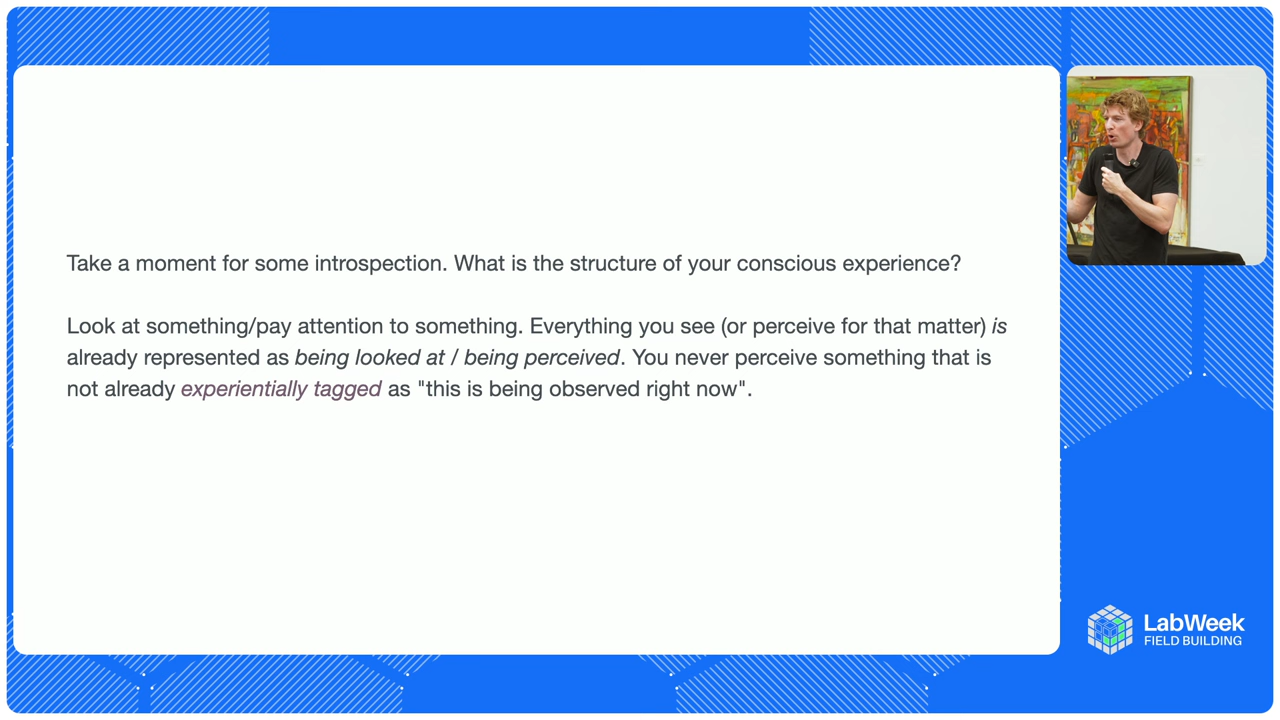 Take a moment for some introspection. What is the structure of your conscious experience?
Look at something/pay attention to something. Everything you see (or perceive for that matter) is
already represented as being looked at / being perceived. You never perceive something that is
not already experientially tagged as "this is being observed right now".
LabWeek
FIELD BUILDING